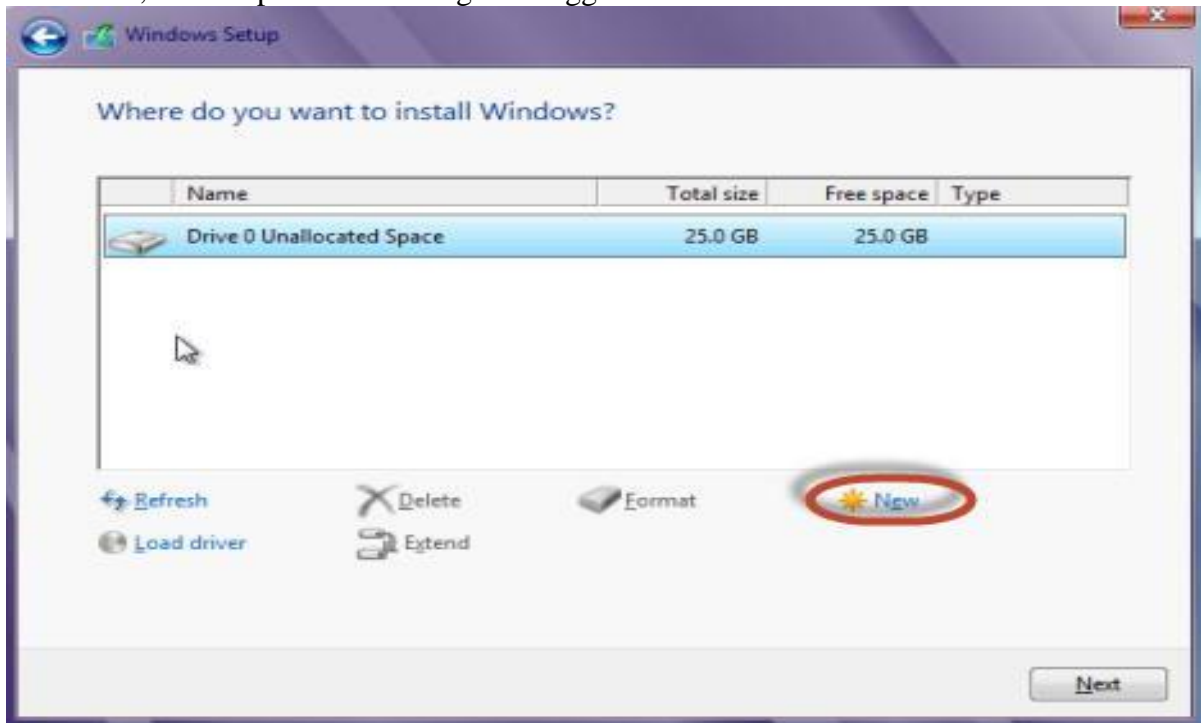 Windows Setup
Where do you want to install Windows?
Name Total size Free space Type
Drive 0 Unallocated Space 25.0 GB 25.0 GB
Refresh Delete Format New
Load driver Extend
Next